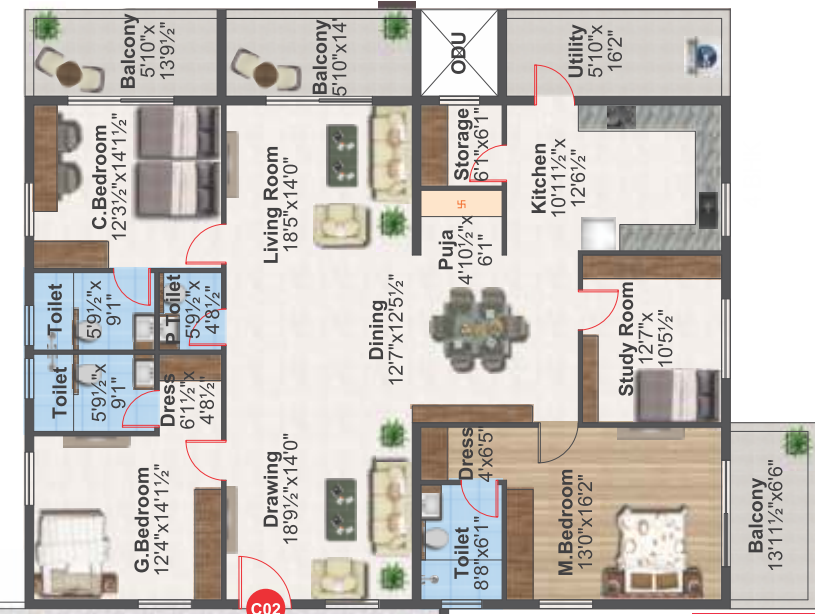 Balcony
5'10"x
13'9½"
Balcony
5'10"x14'
ODU
Utility
5'10"x
16'2"
C.Bedroom
12'3½"x14'1½"
Living Room
18'5"x14'0"
Storage
6'1"x6'1"
Kitchen
10'11½"x
12'6½"
Puja
4'10½"x
6'1"
Toilet
5'9½"x
9'1"
P.Toilet
5'9½"x
4'8½"
Dining
12'7"x12'5½"
Study Room
12'7"x
10'5½"
Toilet
5'9½"x
9'1"
Dress
6'1½"x
4'8½"
G.Bedroom
12'4"x14'1½"
Drawing
18'9½"x14'0"
Dress
4'x6'5"
Toilet
8'8"x6'1"
M.Bedroom
13'0"x16'2"
Balcony
13'11½"x6'6"
C02